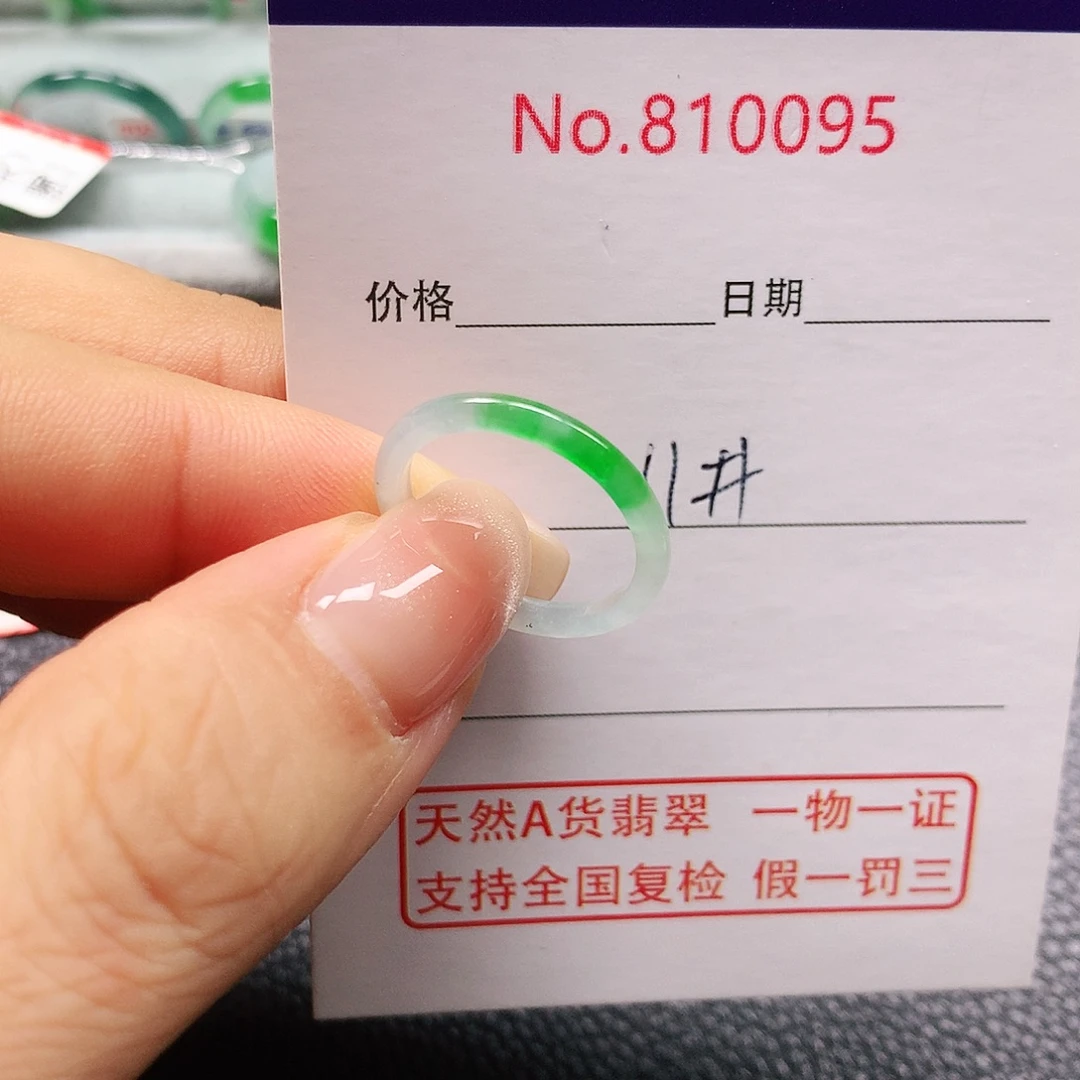 No.810095
价格 日期
天然A货翡翠 一物一证
支持全国复检 假一罚三